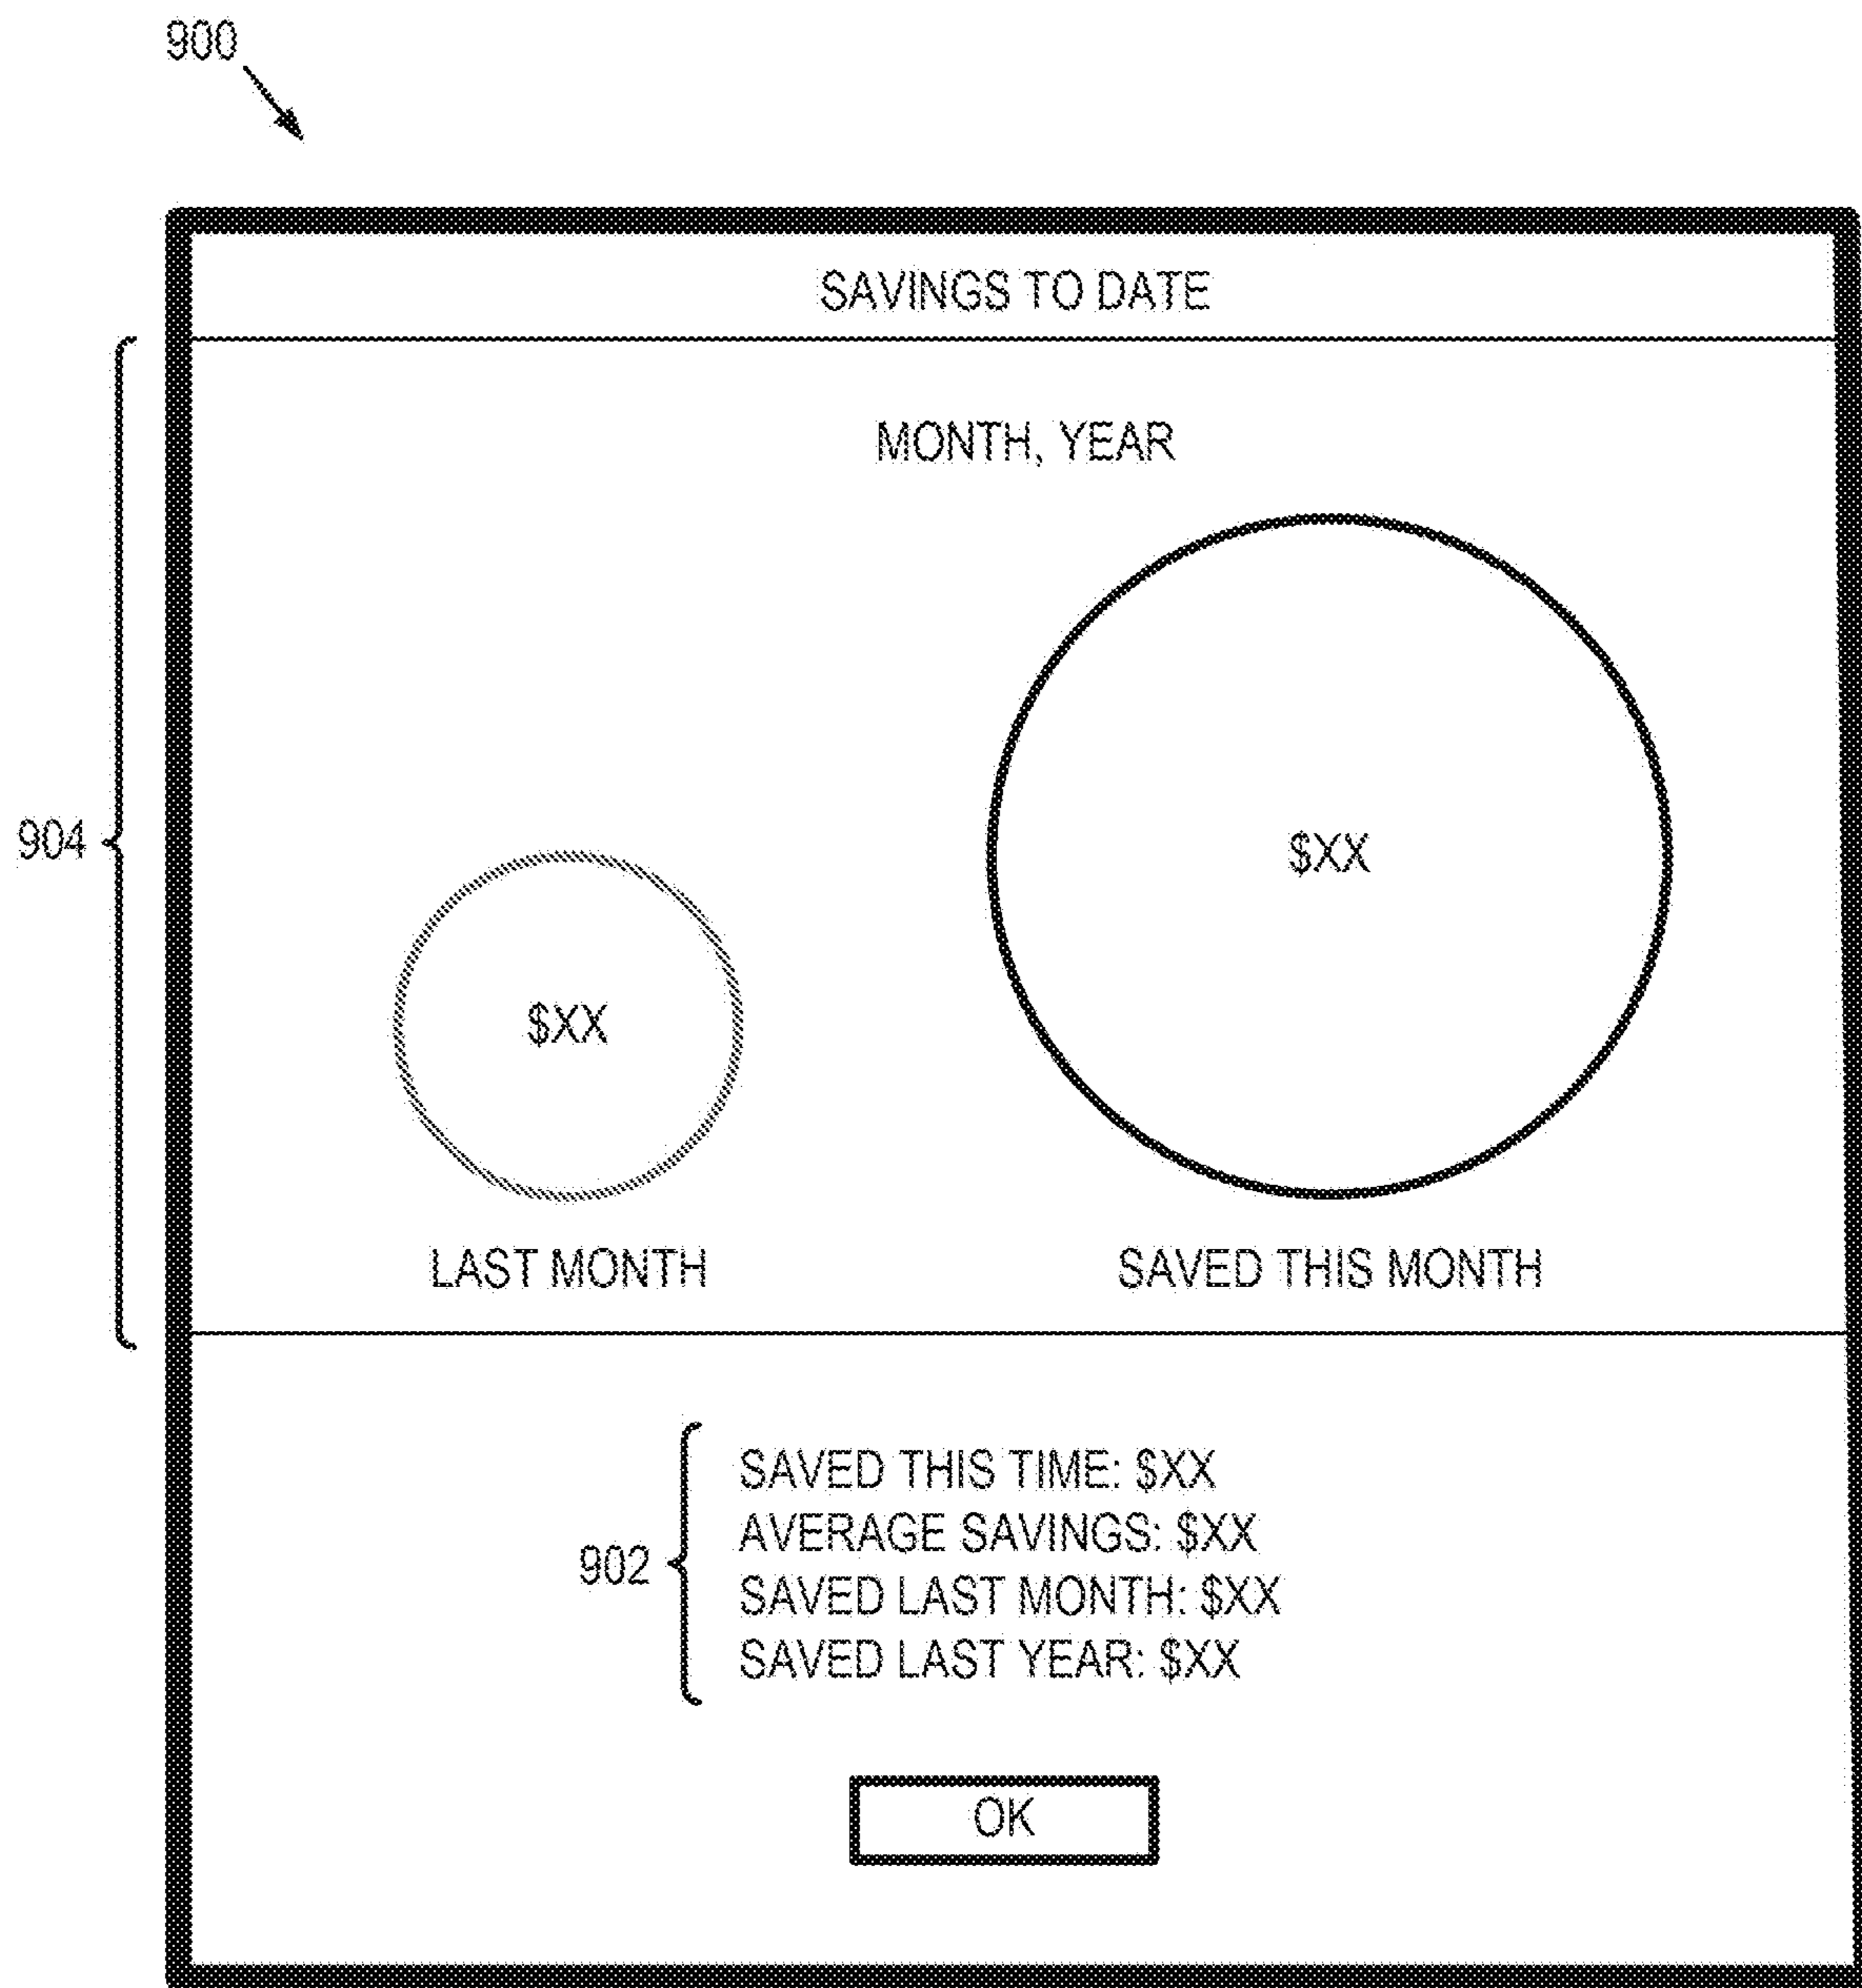 900
SAVINGS TO DATE
MONTH, YEAR
904
$XX
$XX
LAST MONTH
SAVED THIS MONTH
902
SAVED THIS TIME: $XX
AVERAGE SAVINGS: $XX
SAVED LAST MONTH: $XX
SAVED LAST YEAR: $XX
OK